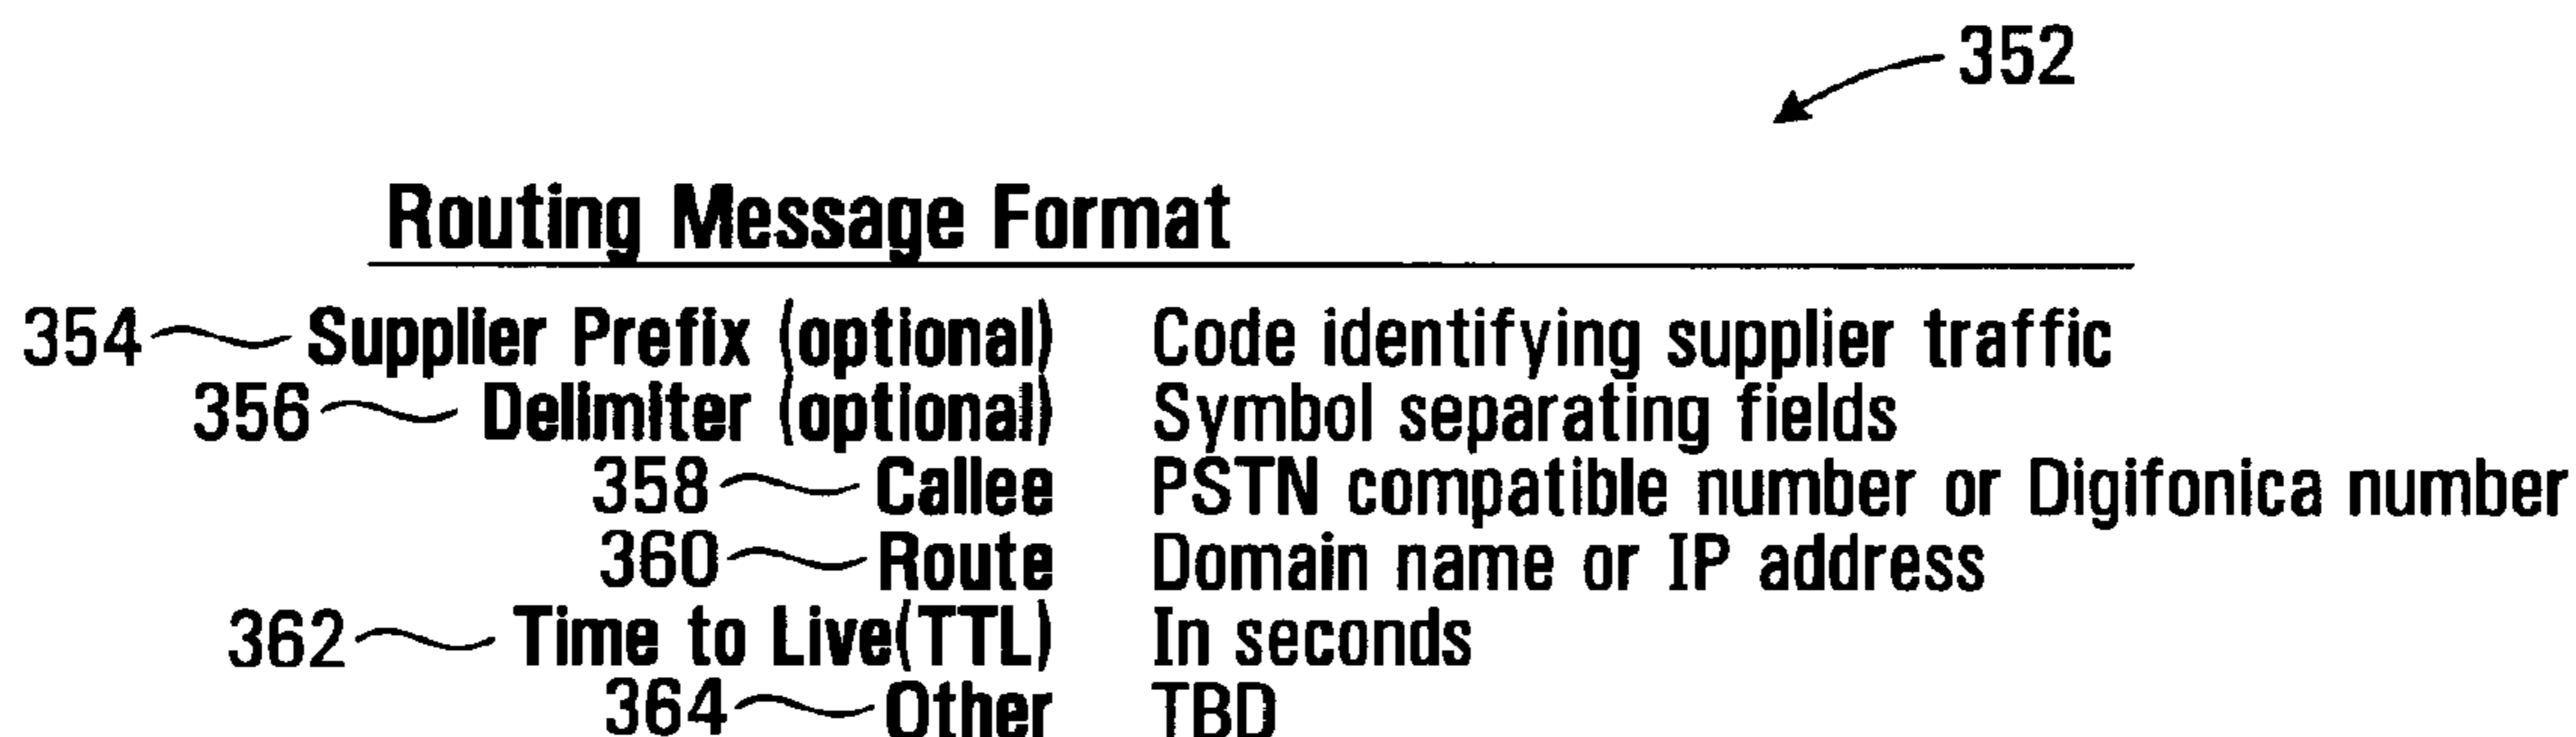 352
Routing Message Format
354 Supplier Prefix (optional) Code identifying supplier traffic
356 Delimiter (optional) Symbol separating fields
358 Callee PSTN compatible number or Digifonica number
360 Route Domain name or IP address
362 Time to Live(TTL) In seconds
364 Other TBD